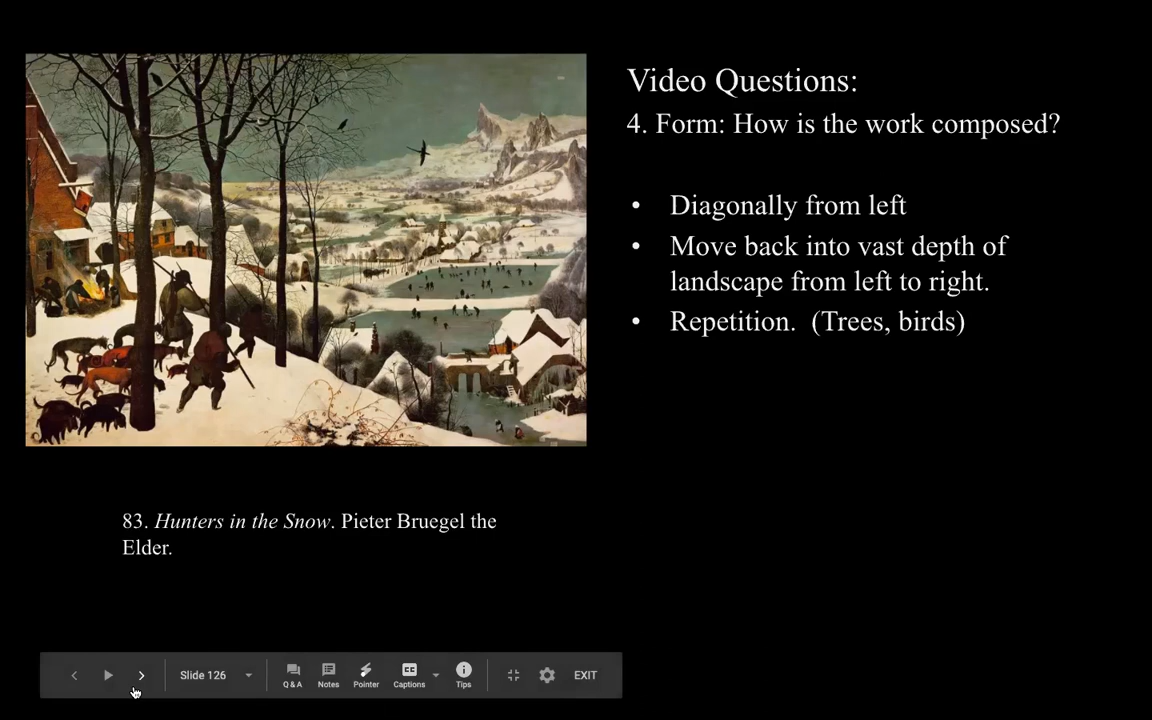 Video Questions:
4. Form: How is the work composed?
• Diagonally from left
• Move back into vast depth of
landscape from left to right.
• Repetition. (Trees, birds)
83. Hunters in the Snow. Pieter Bruegel the
Elder.
Slide 126
Q & A
Notes
Pointer
CC
Captions
Tips
EXIT